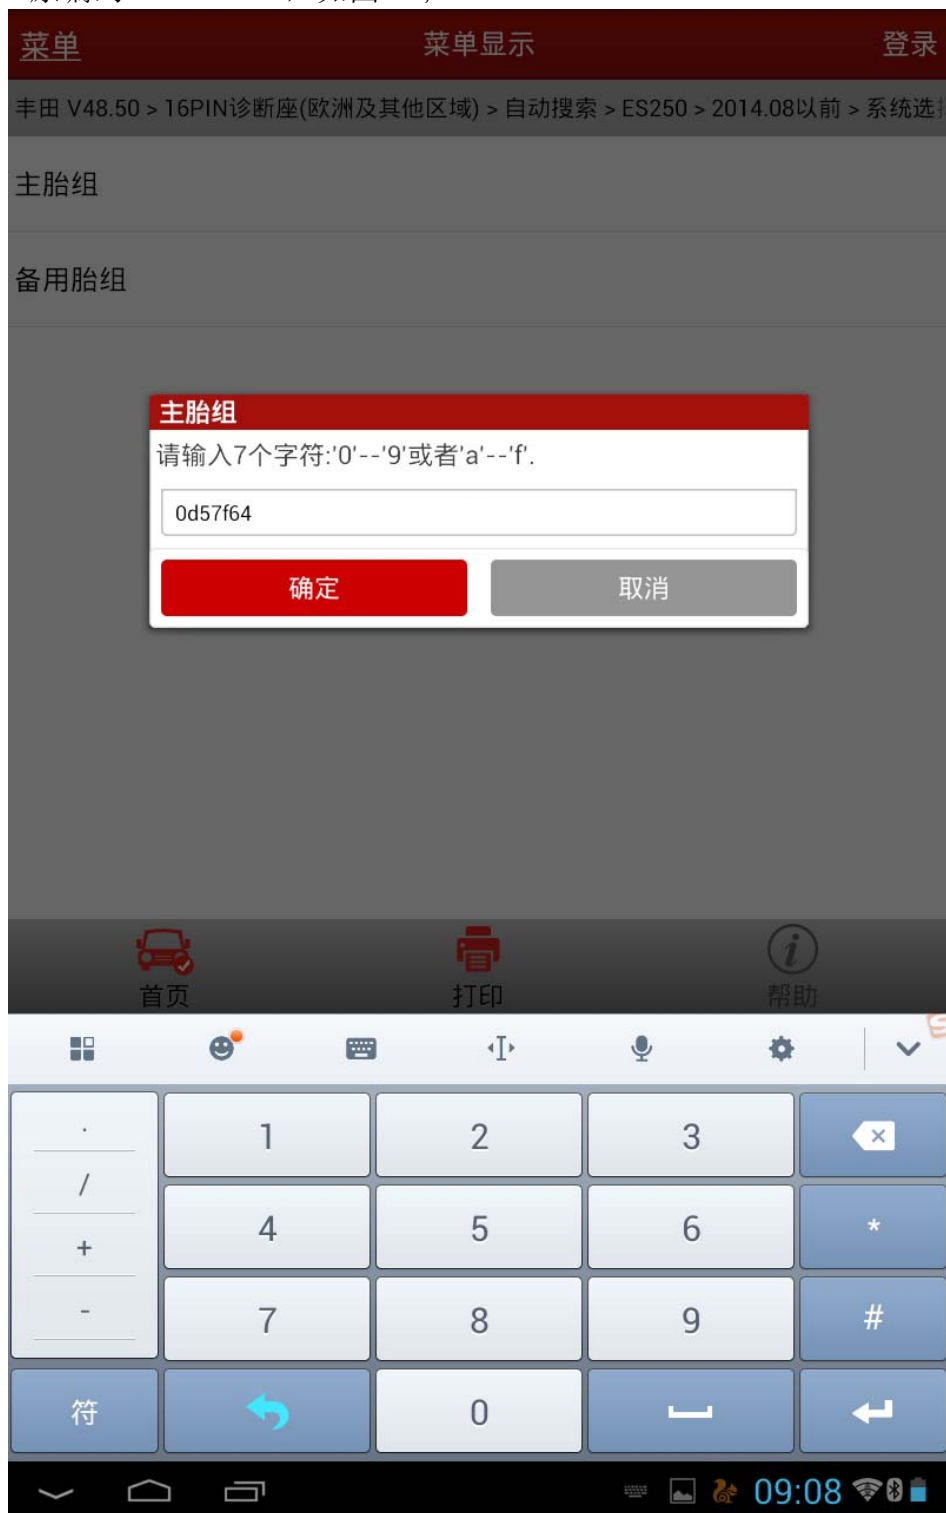 菜单 菜单显示 登录
丰田 V48.50 > 16PIN诊断座(欧洲及其他区域) > 自动搜索 > ES250 > 2014.08以前 > 系统选
主胎组
备用胎组
主胎组
请输入7个字符:'0'--'9'或者'a'--'f'.
0d57f64
确定 取消
首页 打印 帮助
. 1 2 3
/
4 5 6 *
+
- 7 8 9 #
符 0
09:08